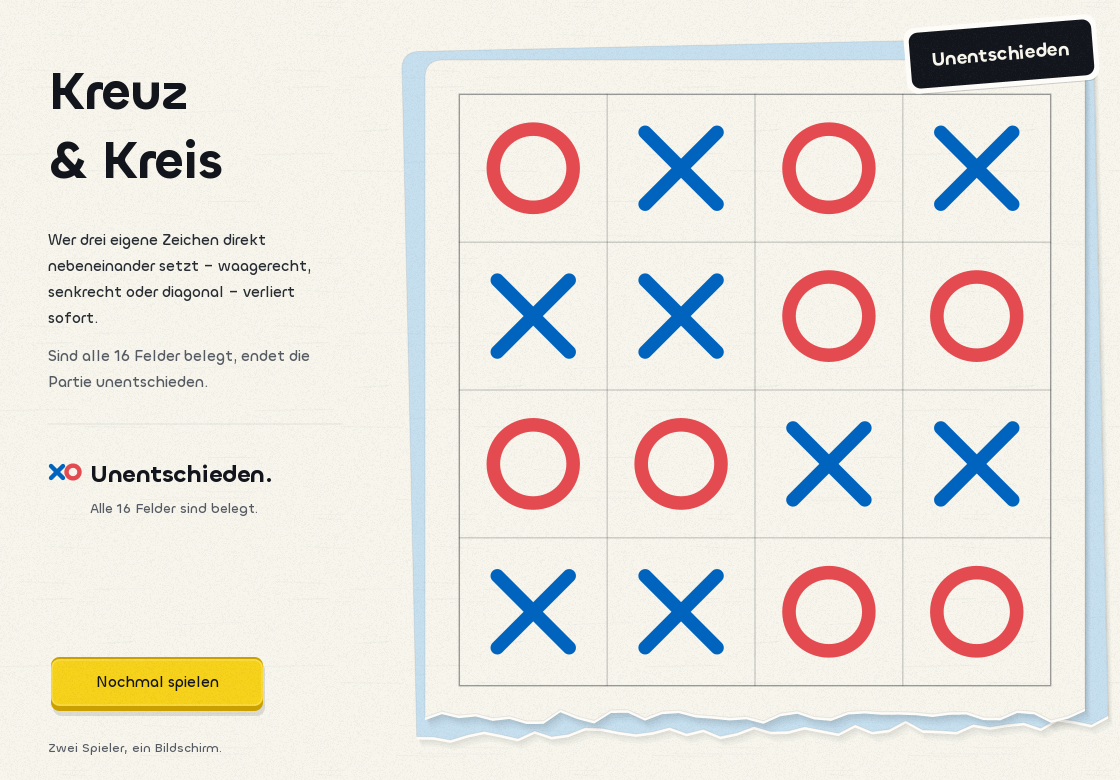 Kreuz
& Kreis
Wer drei eigene Zeichen direkt
nebeneinander setzt – waagerecht,
senkrecht oder diagonal – verliert
sofort.
Sind alle 16 Felder belegt, endet die
Partie unentschieden.
Unentschieden.
Alle 16 Felder sind belegt.
Nochmal spielen
Zwei Spieler, ein Bildschirm.
Unentschieden